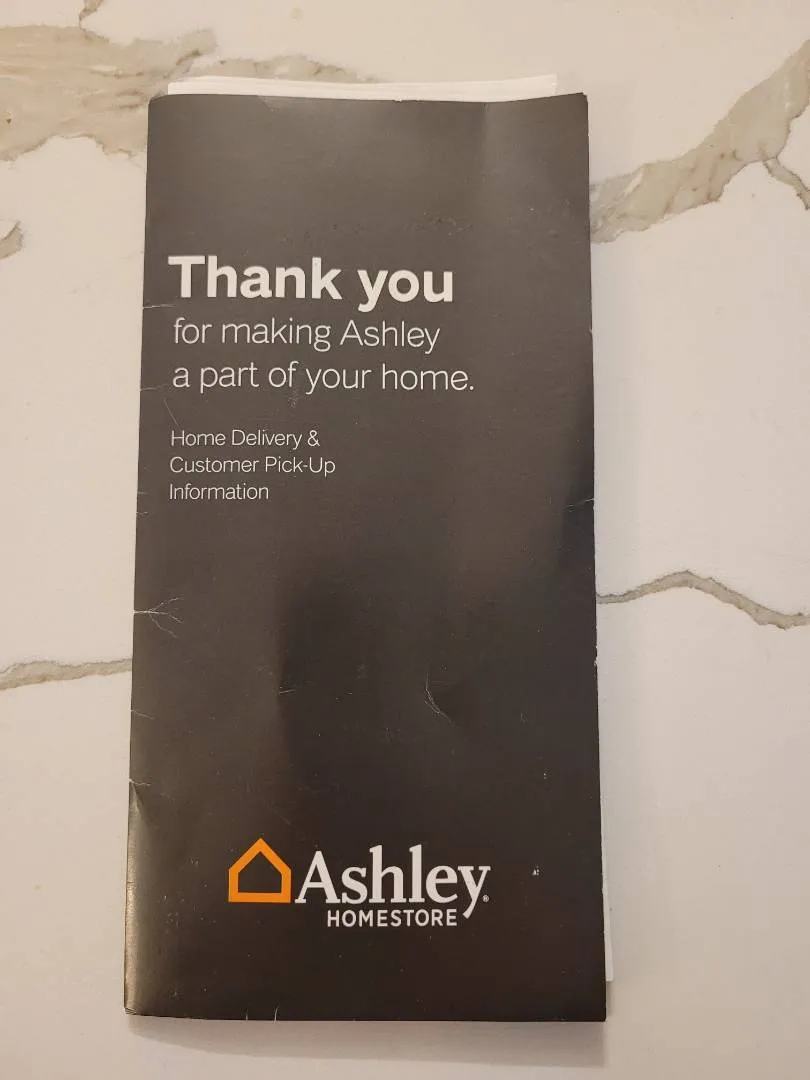 Thank you
for making Ashley
a part of your home.
Home Delivery &
Customer Pick-Up
Information
Ashley®
HOMESTORE